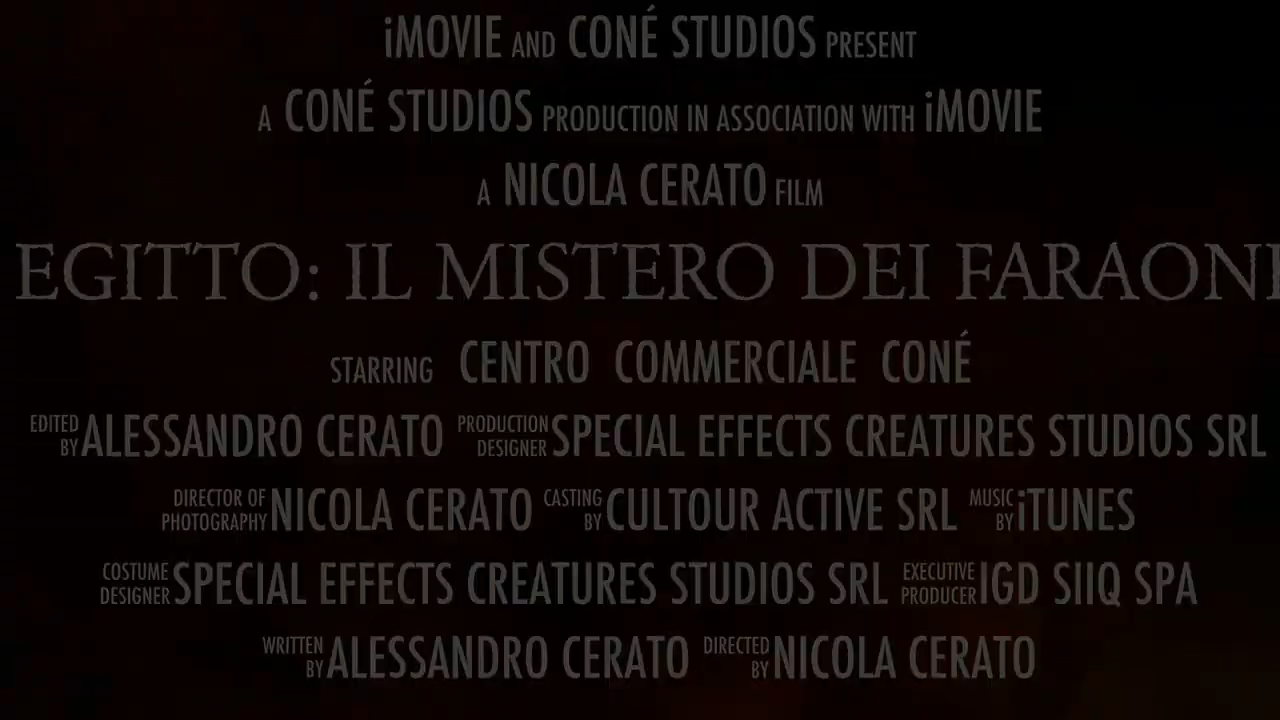 iMOVIE AND CONÉ STUDIOS PRESENT
A CONÉ STUDIOS PRODUCTION IN ASSOCIATION WITH iMOVIE
A NICOLA CERATO FILM
EGITTO: IL MISTERO DEI FARAONI
STARRING CENTRO COMMERCIALE CONÉ
EDITED BY ALESSANDRO CERATO PRODUCTION DESIGNER SPECIAL EFFECTS CREATURES STUDIOS SRL
DIRECTOR OF PHOTOGRAPHY NICOLA CERATO CASTING BY CULTOUR ACTIVE SRL MUSIC BY iTUNES
COSTUME DESIGNER SPECIAL EFFECTS CREATURES STUDIOS SRL EXECUTIVE PRODUCER IGD SIIQ SPA
WRITTEN BY ALESSANDRO CERATO DIRECTED BY NICOLA CERATO